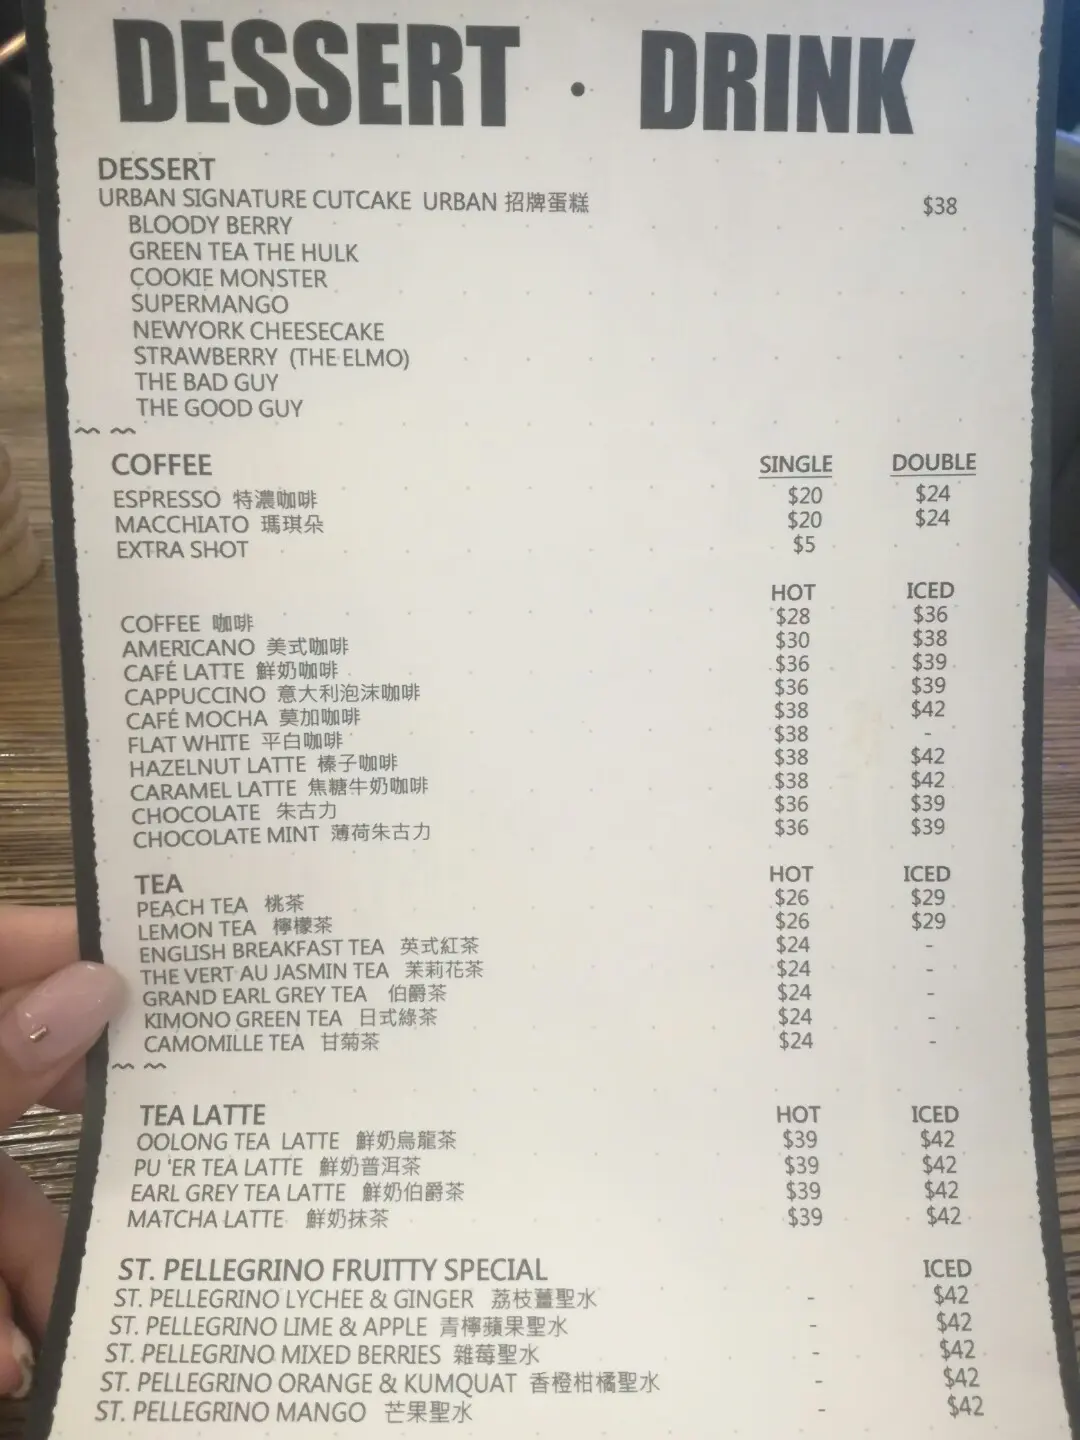 DESSERT · DRINK
DESSERT
URBAN SIGNATURE CUTCAKE URBAN 招牌蛋糕 $38
BLOODY BERRY
GREEN TEA THE HULK
COOKIE MONSTER
SUPERMANGO
NEWYORK CHEESECAKE
STRAWBERRY (THE ELMO)
THE BAD GUY
THE GOOD GUY
COFFEE SINGLE DOUBLE
ESPRESSO 特濃咖啡 $20 $24
MACCHIATO 瑪琪朵 $20 $24
EXTRA SHOT $5
HOT ICED
COFFEE 咖啡 $28 $36
AMERICANO 美式咖啡 $30 $38
CAFÉ LATTE 鮮奶咖啡 $36 $39
CAPPUCCINO 意大利泡沫咖啡 $36 $39
CAFÉ MOCHA 莫加咖啡 $38 $42
FLAT WHITE 平白咖啡 $38 -
HAZELNUT LATTE 榛子咖啡 $38 $42
CARAMEL LATTE 焦糖牛奶咖啡 $38 $42
CHOCOLATE 朱古力 $36 $39
CHOCOLATE MINT 薄荷朱古力 $36 $39
TEA HOT ICED
PEACH TEA 桃茶 $26 $29
LEMON TEA 檸檬茶 $26 $29
ENGLISH BREAKFAST TEA 英式紅茶 $24 -
THE VERT AU JASMIN TEA 茉莉花茶 $24 -
GRAND EARL GREY TEA 伯爵茶 $24 -
KIMONO GREEN TEA 日式綠茶 $24 -
CAMOMILLE TEA 甘菊茶 $24 -
TEA LATTE HOT ICED
OOLONG TEA LATTE 鮮奶烏龍茶 $39 $42
PU 'ER TEA LATTE 鮮奶普洱茶 $39 $42
EARL GREY TEA LATTE 鮮奶伯爵茶 $39 $42
MATCHA LATTE 鮮奶抹茶 $39 $42
ST. PELLEGRINO FRUITTY SPECIAL ICED
ST. PELLEGRINO LYCHEE & GINGER 荔枝薑聖水 - $42
ST. PELLEGRINO LIME & APPLE 青檸蘋果聖水 - $42
ST. PELLEGRINO MIXED BERRIES 雜莓聖水 - $42
ST. PELLEGRINO ORANGE & KUMQUAT 香橙柑橘聖水 - $42
ST. PELLEGRINO MANGO 芒果聖水 - $42